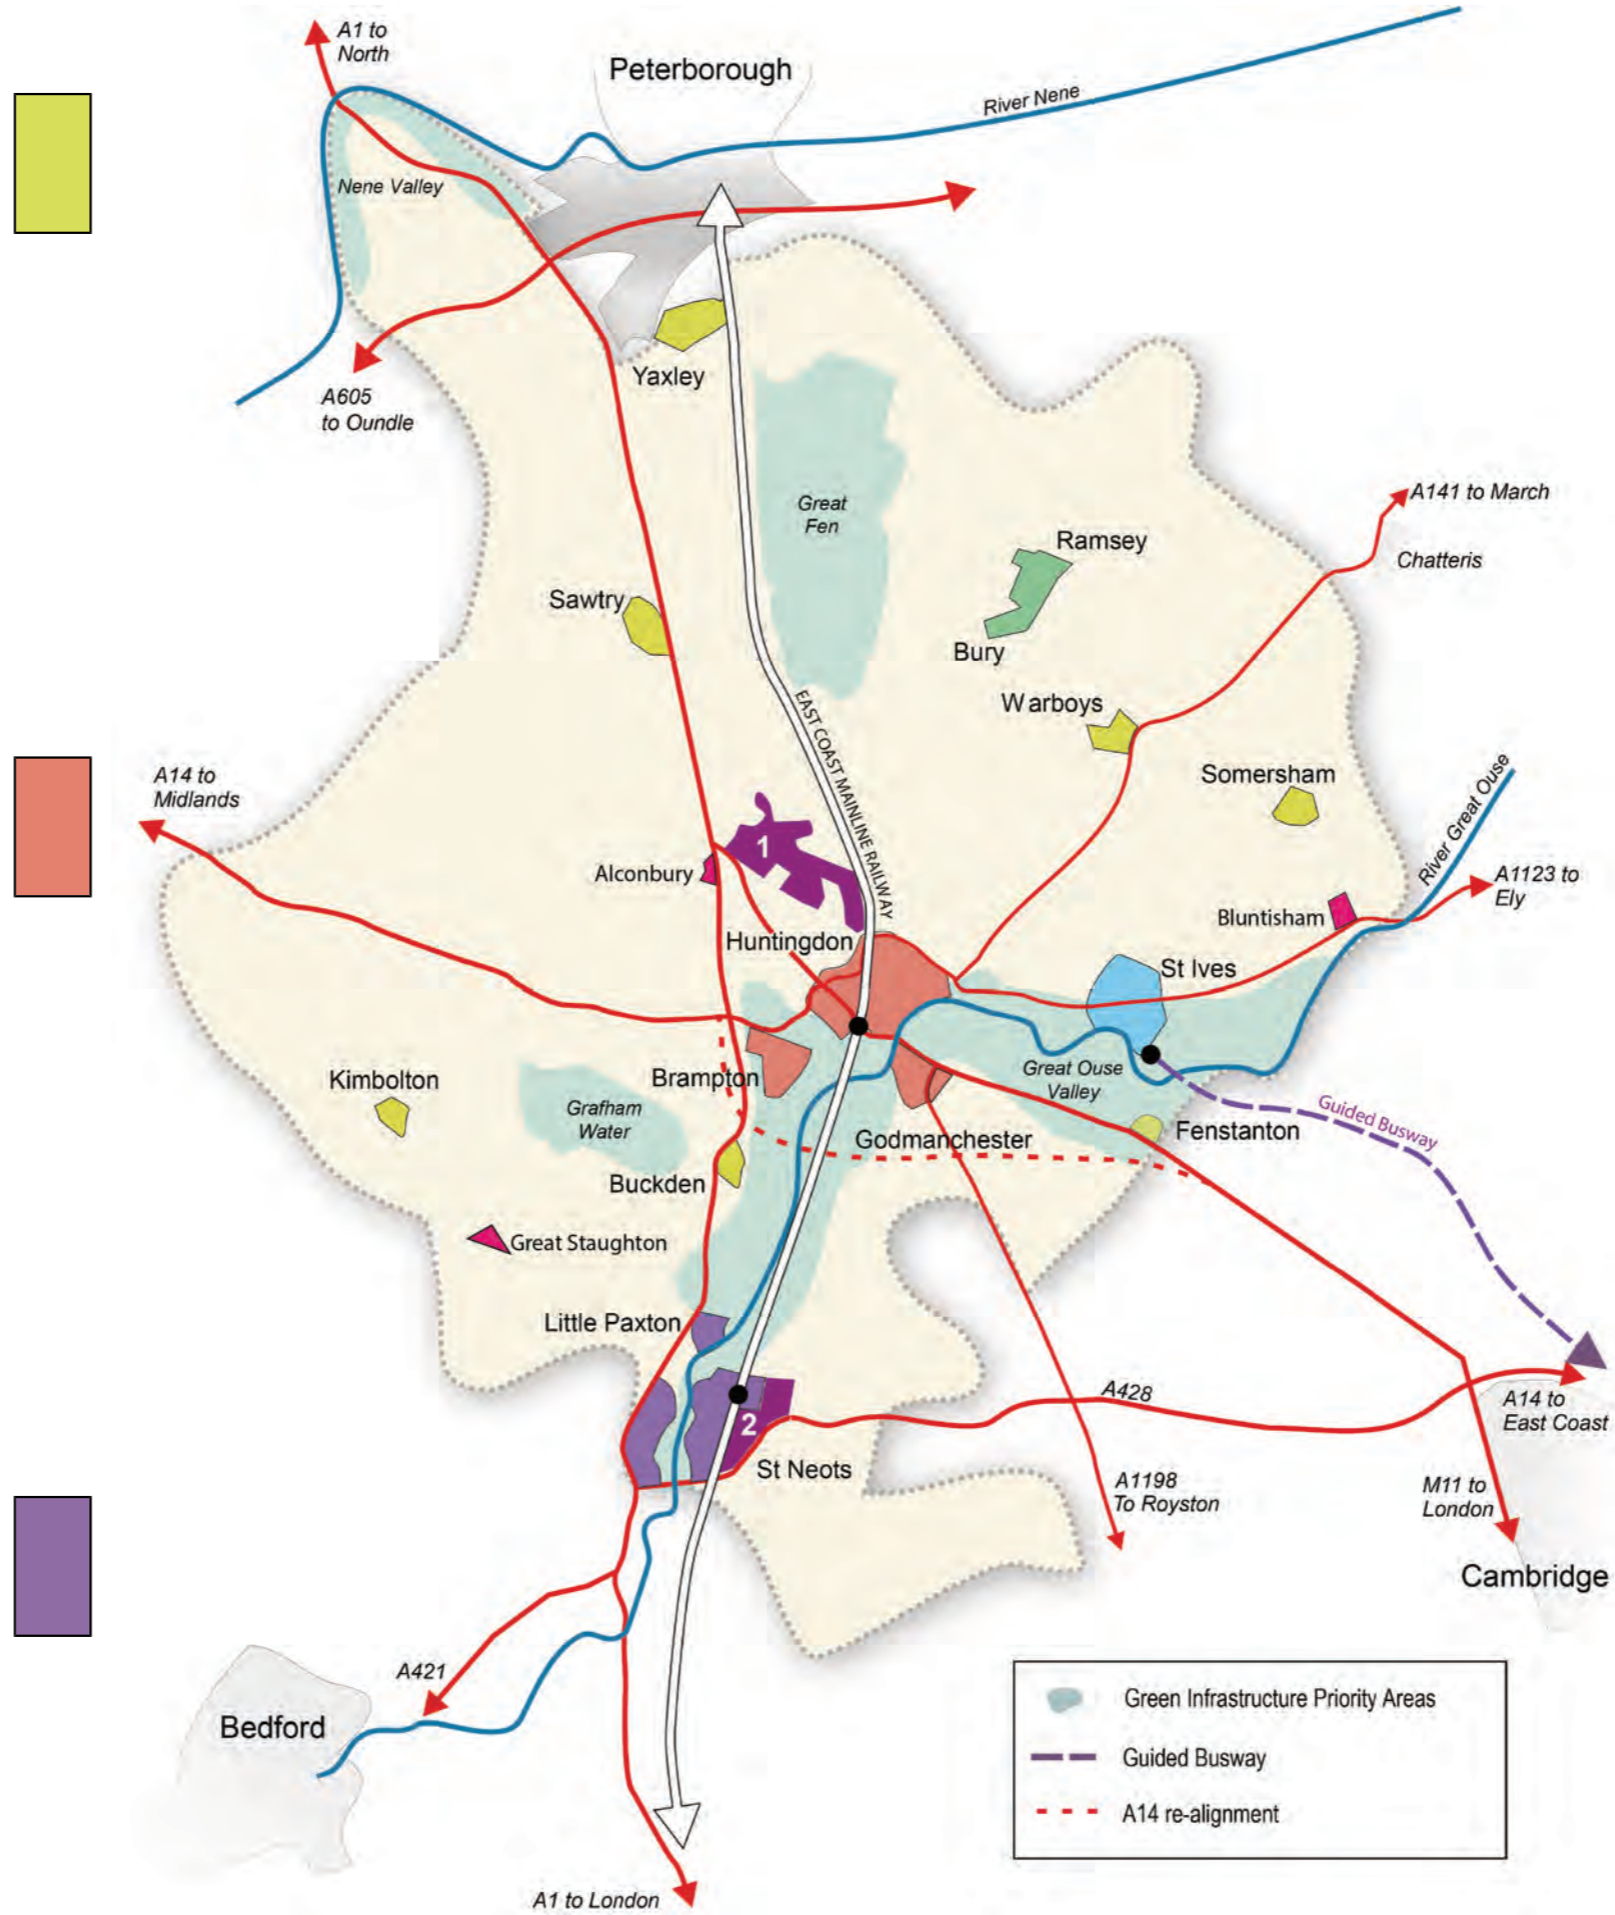 A1 to
North
Peterborough
River Nene
Nene Valley
Yaxley
A605
to Oundle
Great
Fen
A141 to March
Ramsey
Chatteris
Sawtry
Bury
Warboys
EAST COAST MAINLINE RAILWAY
Somersham
River Great Ouse
A14 to
Midlands
1
Alconbury
A1123 to
Ely
Bluntisham
Huntingdon
St Ives
Kimbolton
Brampton
Great Ouse
Valley
Grafham
Water
Guided Busway
Godmanchester
Fenstanton
Buckden
Great Staughton
Little Paxton
A428
A14 to
East Coast
2
St Neots
A1198
To Royston
M11 to
London
Cambridge
A421
Bedford
Green Infrastructure Priority Areas
Guided Busway
A14 re-alignment
A1 to London